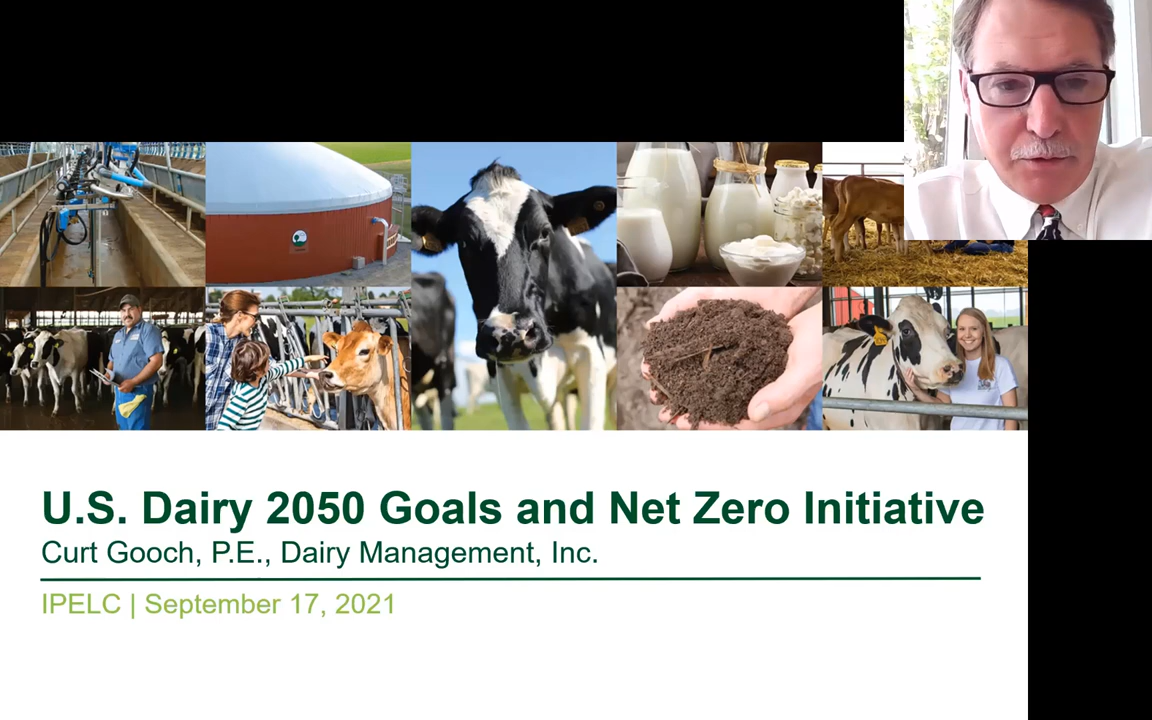 U.S. Dairy 2050 Goals and Net Zero Initiative
Curt Gooch, P.E., Dairy Management, Inc.
IPELC | September 17, 2021